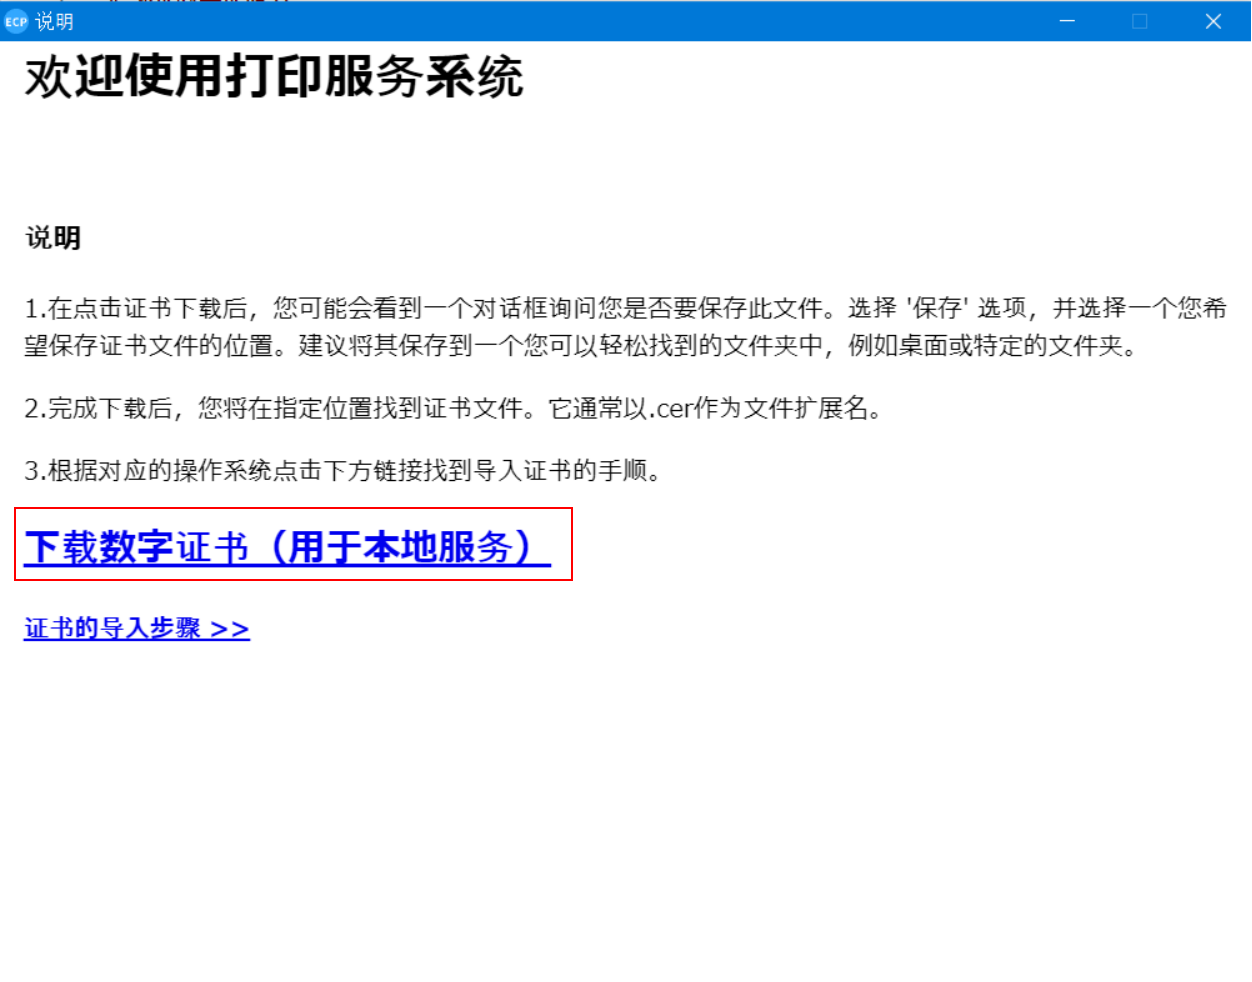 ECP 说明
欢迎使用打印服务系统
说明
1.在点击证书下载后，您可能会看到一个对话框询问您是否要保存此文件。选择 '保存' 选项，并选择一个您希
望保存证书文件的位置。建议将其保存到一个您可以轻松找到的文件夹中，例如桌面或特定的文件夹。
2.完成下载后，您将在指定位置找到证书文件。它通常以.cer作为文件扩展名。
3.根据对应的操作系统点击下方链接找到导入证书的手顺。
下载数字证书（用于本地服务）
证书的导入步骤 >>